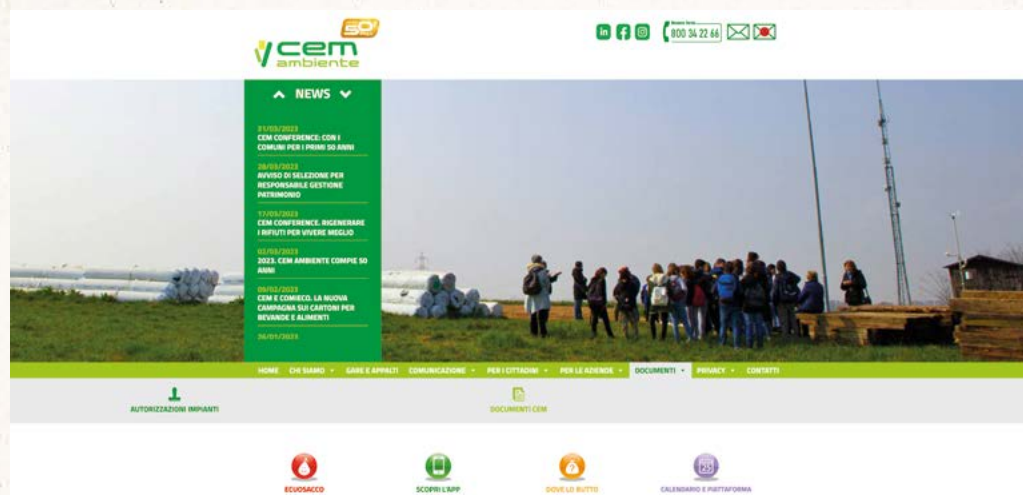 50°
cem
ambiente
in
800 34 22 66
NEWS
31/03/2023
CEM CONFERENCE: CON I
COMUNI PER I PRIMI 50 ANNI
28/03/2023
AVVISO DI SELEZIONE PER
RESPONSABILE GESTIONE
PATRIMONIO
17/03/2023
CEM CONFERENCE. RIGENERARE
I RIFIUTI PER VIVERE MEGLIO
02/03/2023
2023. CEM AMBIENTE COMPIE 50
ANNI
09/02/2023
CEM E COMIECO. LA NUOVA
CAMPAGNA SUI CARTONI PER
BEVANDE E ALIMENTI
26/01/2023
HOME CHI SIAMO GARE E APPALTI COMUNICAZIONE PER I CITTADINI PER LE AZIENDE DOCUMENTI PRIVACY CONTATTI
AUTORIZZAZIONI IMPIANTI
DOCUMENTI CEM
25
ECUOSACCO
SCOPRI L'APP
DOVE LO BUTTO
CALENDARIO E PIATTAFORMA